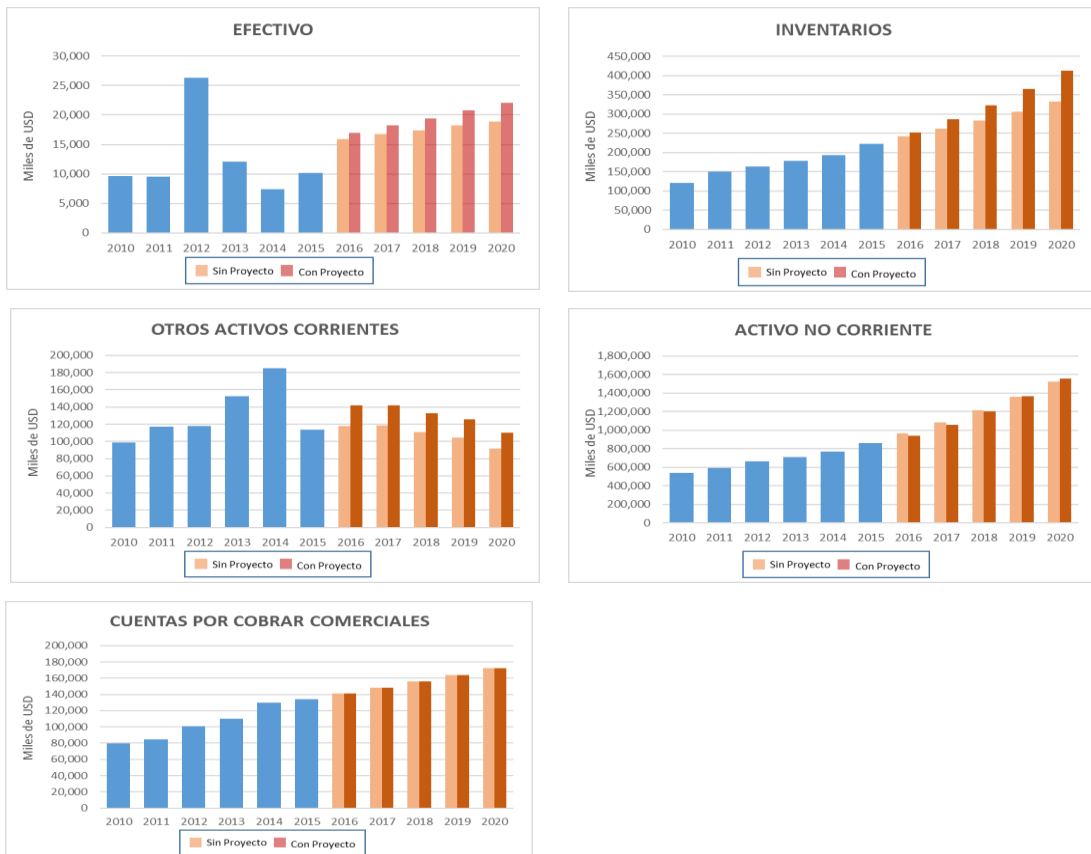 EFECTIVO
Miles de USD
30,000
25,000
20,000
15,000
10,000
5,000
0
2010 2011 2012 2013 2014 2015 2016 2017 2018 2019 2020
Sin Proyecto Con Proyecto
INVENTARIOS
Miles de USD
450,000
400,000
350,000
300,000
250,000
200,000
150,000
100,000
50,000
0
2010 2011 2012 2013 2014 2015 2016 2017 2018 2019 2020
Sin Proyecto Con Proyecto
OTROS ACTIVOS CORRIENTES
Miles de USD
200,000
180,000
160,000
140,000
120,000
100,000
80,000
60,000
40,000
20,000
0
2010 2011 2012 2013 2014 2015 2016 2017 2018 2019 2020
Sin Proyecto Con Proyecto
ACTIVO NO CORRIENTE
Miles de USD
1,800,000
1,600,000
1,400,000
1,200,000
1,000,000
800,000
600,000
400,000
200,000
0
2010 2011 2012 2013 2014 2015 2016 2017 2018 2019 2020
Sin Proyecto Con Proyecto
CUENTAS POR COBRAR COMERCIALES
Miles de USD
200,000
180,000
160,000
140,000
120,000
100,000
80,000
60,000
40,000
20,000
0
2010 2011 2012 2013 2014 2015 2016 2017 2018 2019 2020
Sin Proyecto Con Proyecto